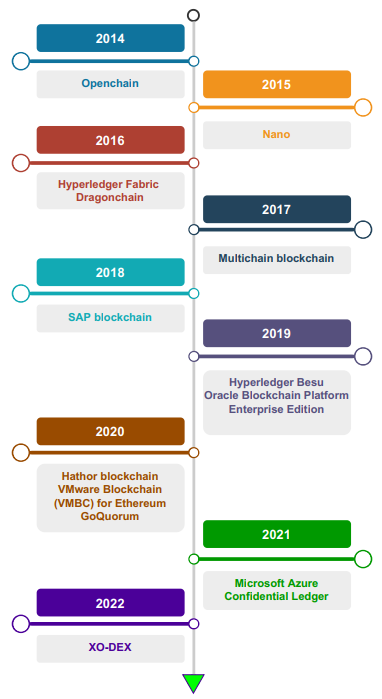 2014
Openchain
2015
Nano
2016
Hyperledger Fabric
Dragonchain
2017
Multichain blockchain
2018
SAP blockchain
2019
Hyperledger Besu
Oracle Blockchain Platform
Enterprise Edition
2020
Hathor blockchain
VMware Blockchain
(VMBC) for Ethereum
GoQuorum
2021
Microsoft Azure
Confidential Ledger
2022
XO-DEX